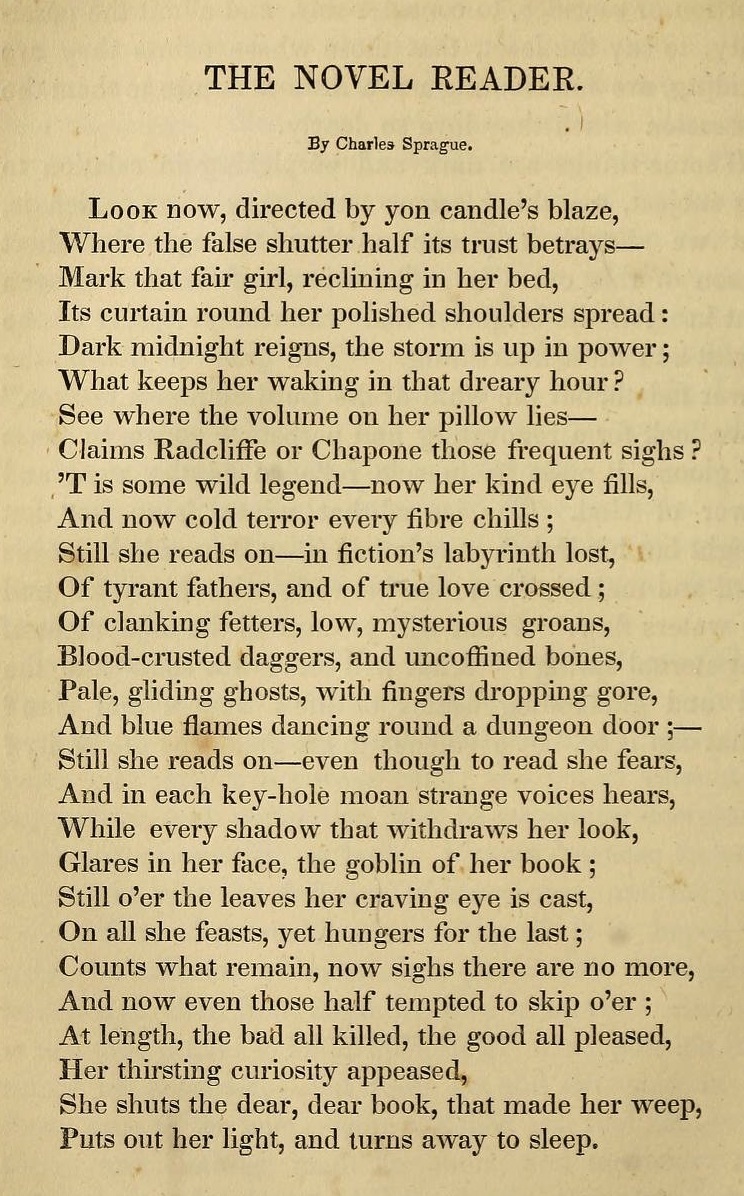 THE NOVEL READER.
By Charles Sprague.
LOOK now, directed by yon candle's blaze,
Where the false shutter half its trust betrays—
Mark that fair girl, reclining in her bed,
Its curtain round her polished shoulders spread:
Dark midnight reigns, the storm is up in power;
What keeps her waking in that dreary hour?
See where the volume on her pillow lies—
Claims Radcliffe or Chapone those frequent sighs?
'T is some wild legend—now her kind eye fills,
And now cold terror every fibre chills;
Still she reads on—in fiction's labyrinth lost,
Of tyrant fathers, and of true love crossed;
Of clanking fetters, low, mysterious groans,
Blood-crusted daggers, and uncoffined bones,
Pale, gliding ghosts, with fingers dropping gore,
And blue flames dancing round a dungeon door;—
Still she reads on—even though to read she fears,
And in each key-hole moan strange voices hears,
While every shadow that withdraws her look,
Glares in her face, the goblin of her book;
Still o'er the leaves her craving eye is cast,
On all she feasts, yet hungers for the last;
Counts what remain, now sighs there are no more,
And now even those half tempted to skip o'er;
At length, the bad all killed, the good all pleased,
Her thirsting curiosity appeased,
She shuts the dear, dear book, that made her weep,
Puts out her light, and turns away to sleep.